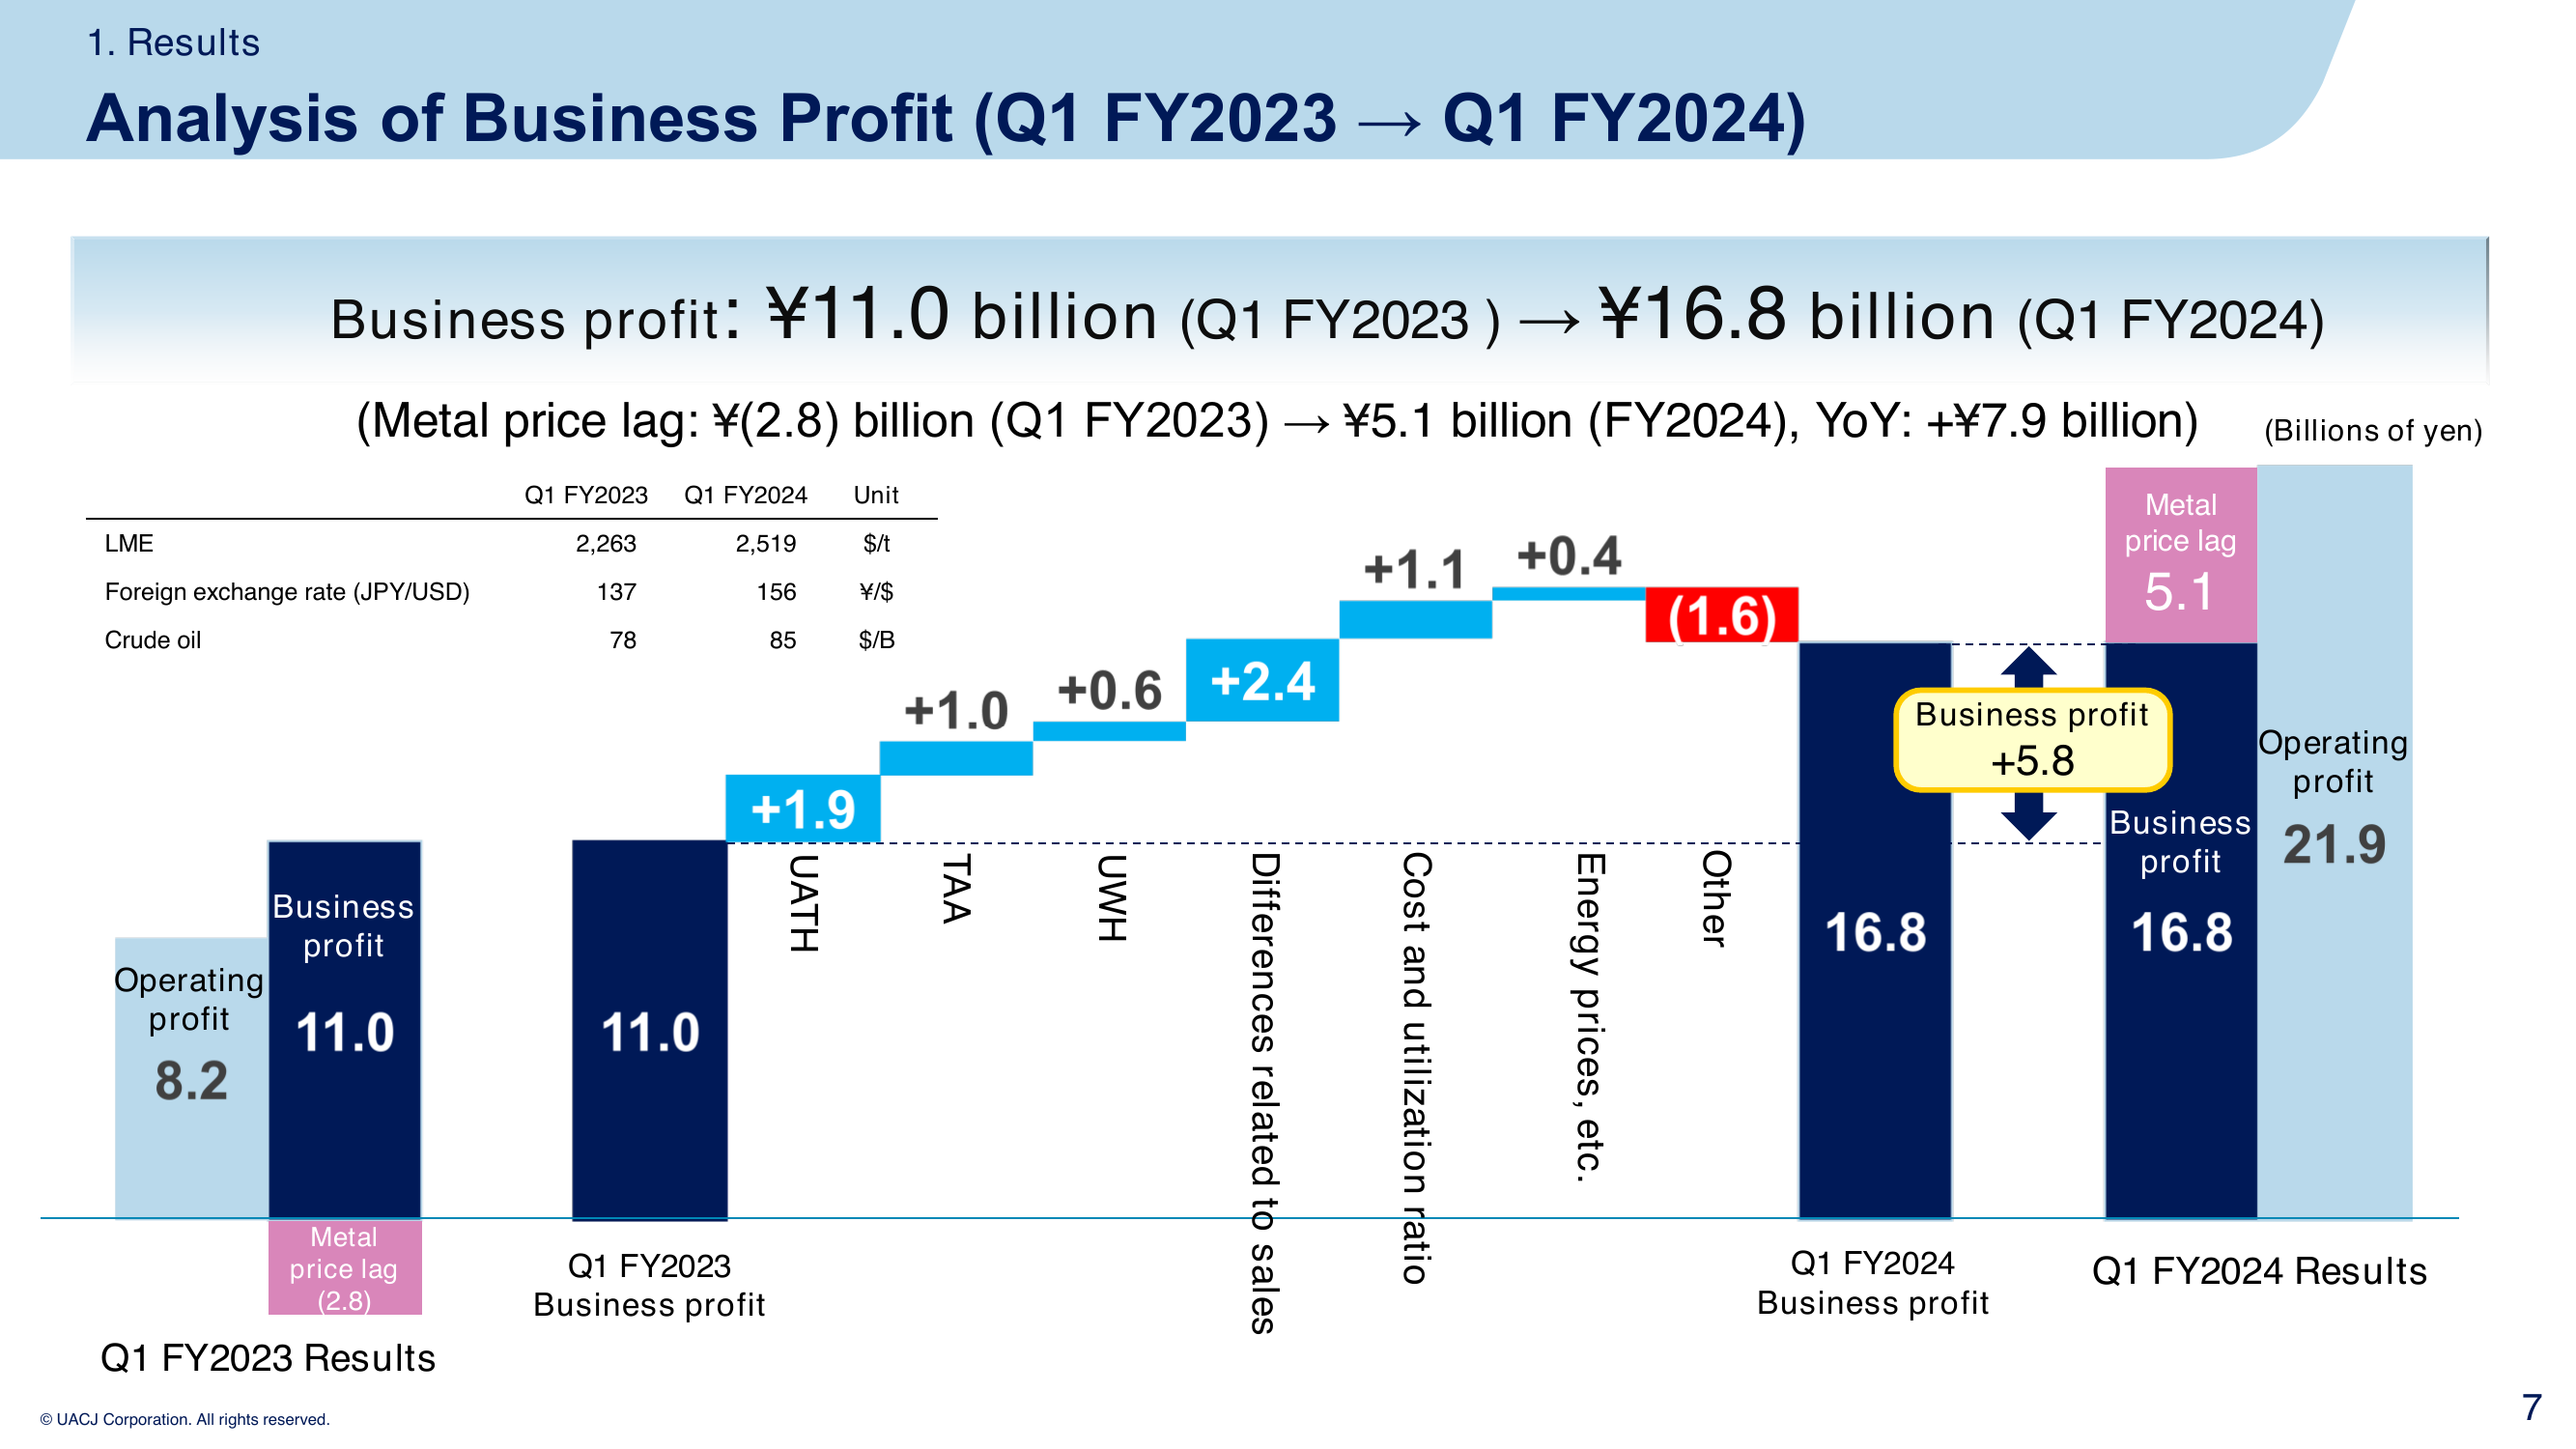 1. Results
Analysis of Business Profit (Q1 FY2023 → Q1 FY2024)
Business profit: ¥11.0 billion (Q1 FY2023 ) → ¥16.8 billion (Q1 FY2024)
(Metal price lag: ¥(2.8) billion (Q1 FY2023) → ¥5.1 billion (FY2024), YoY: +¥7.9 billion)
(Billions of yen)
Q1 FY2023 Q1 FY2024 Unit
LME 2,263 2,519 $/t
Foreign exchange rate (JPY/USD) 137 156 ¥/$
Crude oil 78 85 $/B
Operating
profit
8.2
Business
profit
11.0
Metal
price lag
(2.8)
Q1 FY2023 Results
11.0
Q1 FY2023
Business profit
+1.9
UATH
+1.0
TAA
+0.6
UWH
+2.4
Differences related to sales
+1.1
Cost and utilization ratio
+0.4
Energy prices, etc.
(1.6)
Other
16.8
Q1 FY2024
Business profit
Business profit
+5.8
Metal
price lag
5.1
Business
profit
16.8
Operating
profit
21.9
Q1 FY2024 Results
© UACJ Corporation. All rights reserved.
7